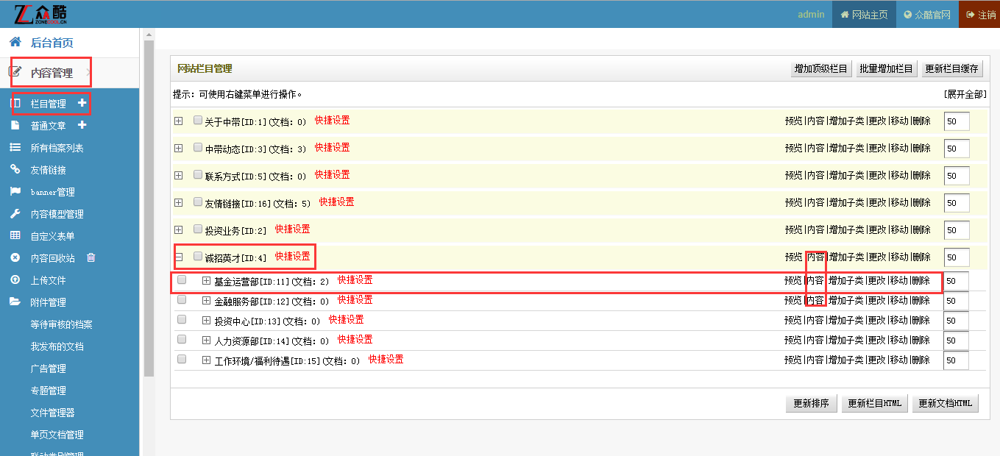 众酷
ZONECOOL.CN
admin
网站主页
众酷官网
注销
后台首页
内容管理
栏目管理
普通文章
所有档案列表
友情链接
banner管理
内容模型管理
自定义表单
内容回收站
上传文件
附件管理
等待审核的档案
我发布的文档
广告管理
专题管理
文件管理器
单页文档管理
联动类别管理
网站栏目管理
增加顶级栏目 批量增加栏目 更新栏目缓存
提示：可使用右键菜单进行操作。 [展开全部]
关于中带[ID:1](文档：0) 快捷设置 预览|内容|增加子类|更改|移动|删除 50
中带动态[ID:3](文档：3) 快捷设置 预览|内容|增加子类|更改|移动|删除 50
联系方式[ID:5](文档：0) 快捷设置 预览|内容|增加子类|更改|移动|删除 50
友情链接[ID:16](文档：5) 快捷设置 预览|内容|增加子类|更改|移动|删除 50
投资业务[ID:2] 快捷设置 预览|内容|增加子类|更改|移动|删除 50
诚招英才[ID:4] 快捷设置 预览|内容|增加子类|更改|移动|删除 50
基金运营部[ID:11](文档：2) 快捷设置 预览|内容|增加子类|更改|移动|删除 50
金融服务部[ID:12](文档：0) 快捷设置 预览|内容|增加子类|更改|移动|删除 50
投资中心[ID:13](文档：0) 快捷设置 预览|内容|增加子类|更改|移动|删除 50
人力资源部[ID:14](文档：0) 快捷设置 预览|内容|增加子类|更改|移动|删除 50
工作环境/福利待遇[ID:15](文档：0) 快捷设置 预览|内容|增加子类|更改|移动|删除 50
更新排序 更新栏目HTML 更新文档HTML